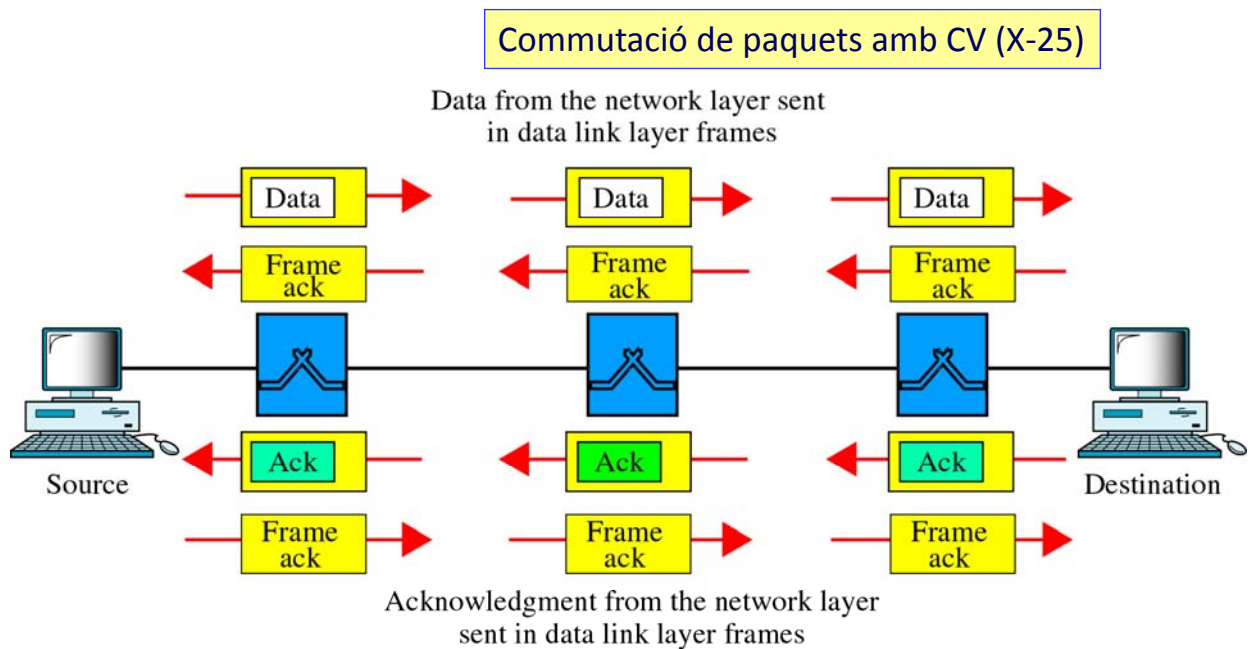 Commutació de paquets amb CV (X-25)
Data from the network layer sent
in data link layer frames
Data
Data
Data
Frame
ack
Frame
ack
Frame
ack
Source
Destination
Ack
Ack
Ack
Frame
ack
Frame
ack
Frame
ack
Acknowledgment from the network layer
sent in data link layer frames